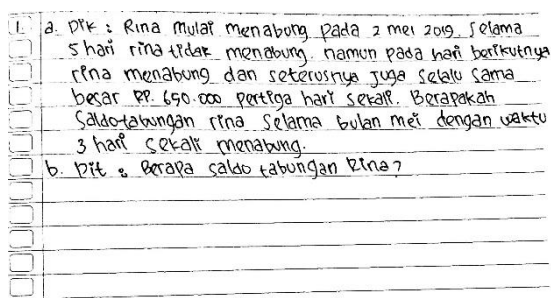 1. a. Dik : Rina mulai menabung pada 2 mei 2019. selama
5 hari rina tidak menabung. namun pada hari berikutnya
rina menabung dan seterusnya juga selalu sama
besar RP. 650.000 pertiga hari sekali. Berapakah
Saldo tabungan rina selama bulan mei dengan waktu
3 hari sekali menabung.
b. Dit : Berapa saldo tabungan Rina?